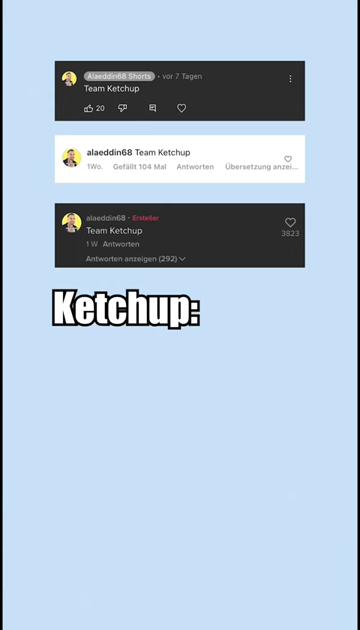 Alaeddin68 Shorts • vor 7 Tagen
Team Ketchup
20
alaeddin68 Team Ketchup
1Wo. Gefällt 104 Mal Antworten Übersetzung anzei...
alaeddin68 · Ersteller
Team Ketchup
1 W Antworten
3823
Antworten anzeigen (292)
Ketchup: